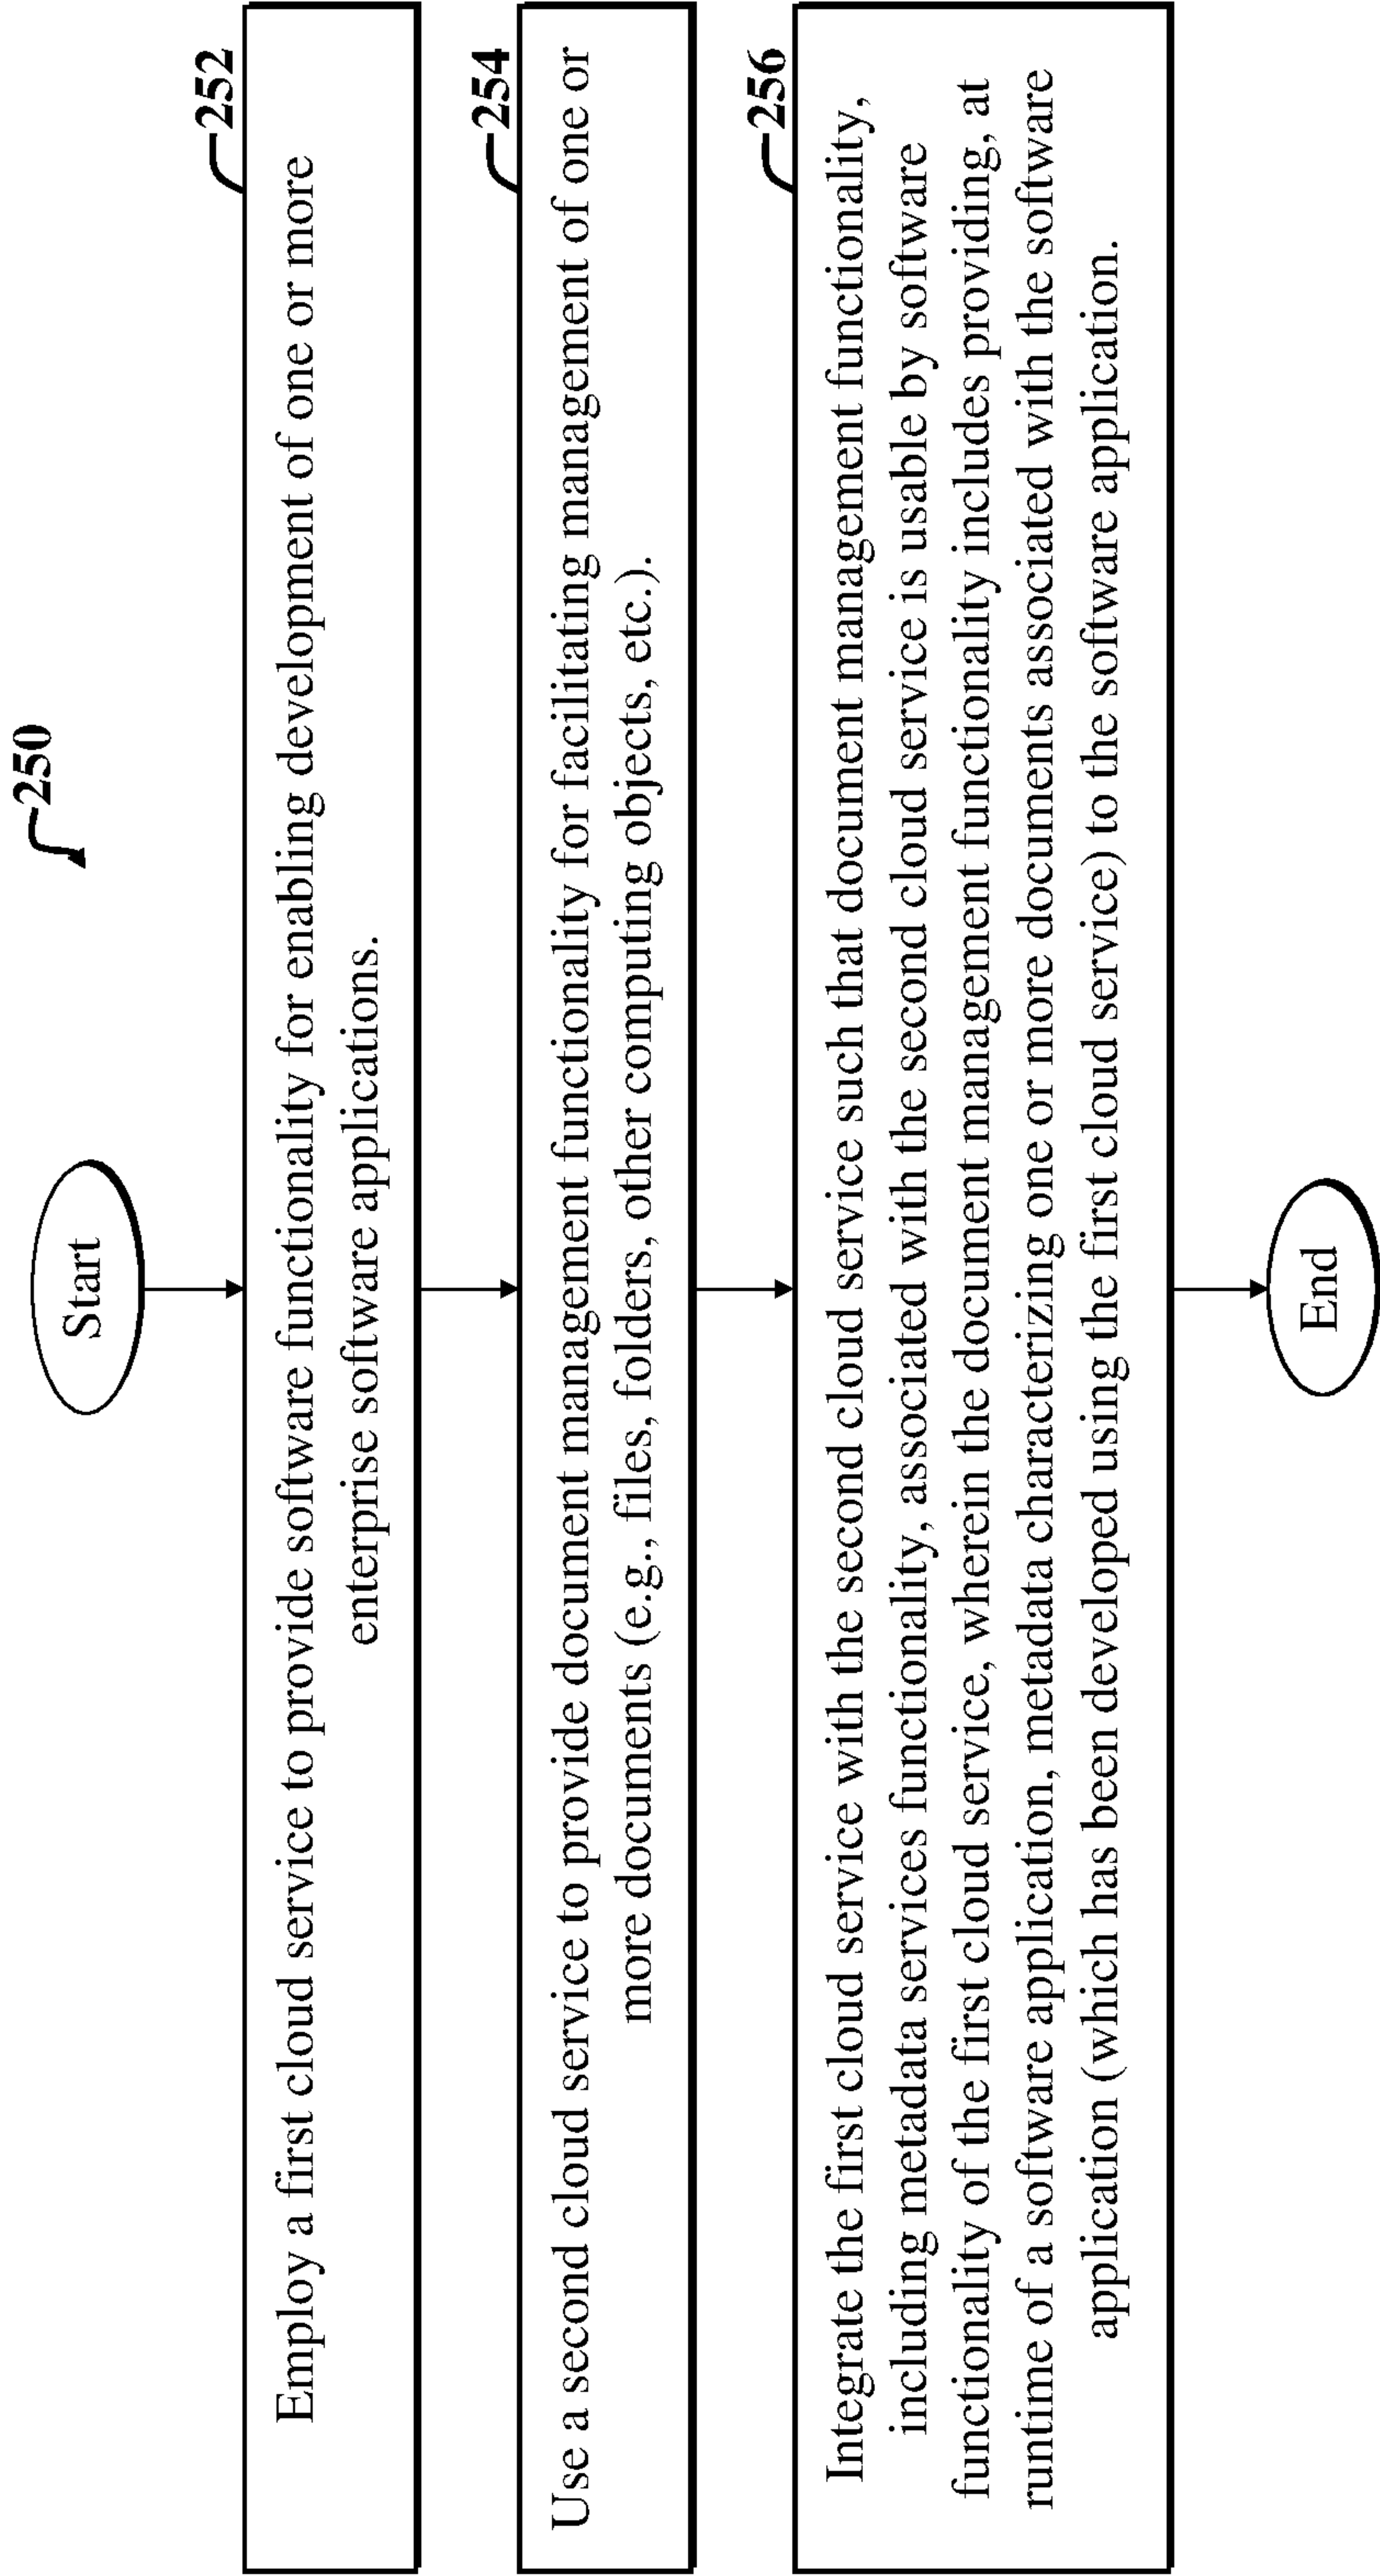 250
Start
252
Employ a first cloud service to provide software functionality for enabling development of one or more
enterprise software applications.
254
Use a second cloud service to provide document management functionality for facilitating management of one or
more documents (e.g., files, folders, other computing objects, etc.).
256
Integrate the first cloud service with the second cloud service such that document management functionality,
including metadata services functionality, associated with the second cloud service is usable by software
functionality of the first cloud service, wherein the document management functionality includes providing, at
runtime of a software application, metadata characterizing one or more documents associated with the software
application (which has been developed using the first cloud service) to the software application.
End